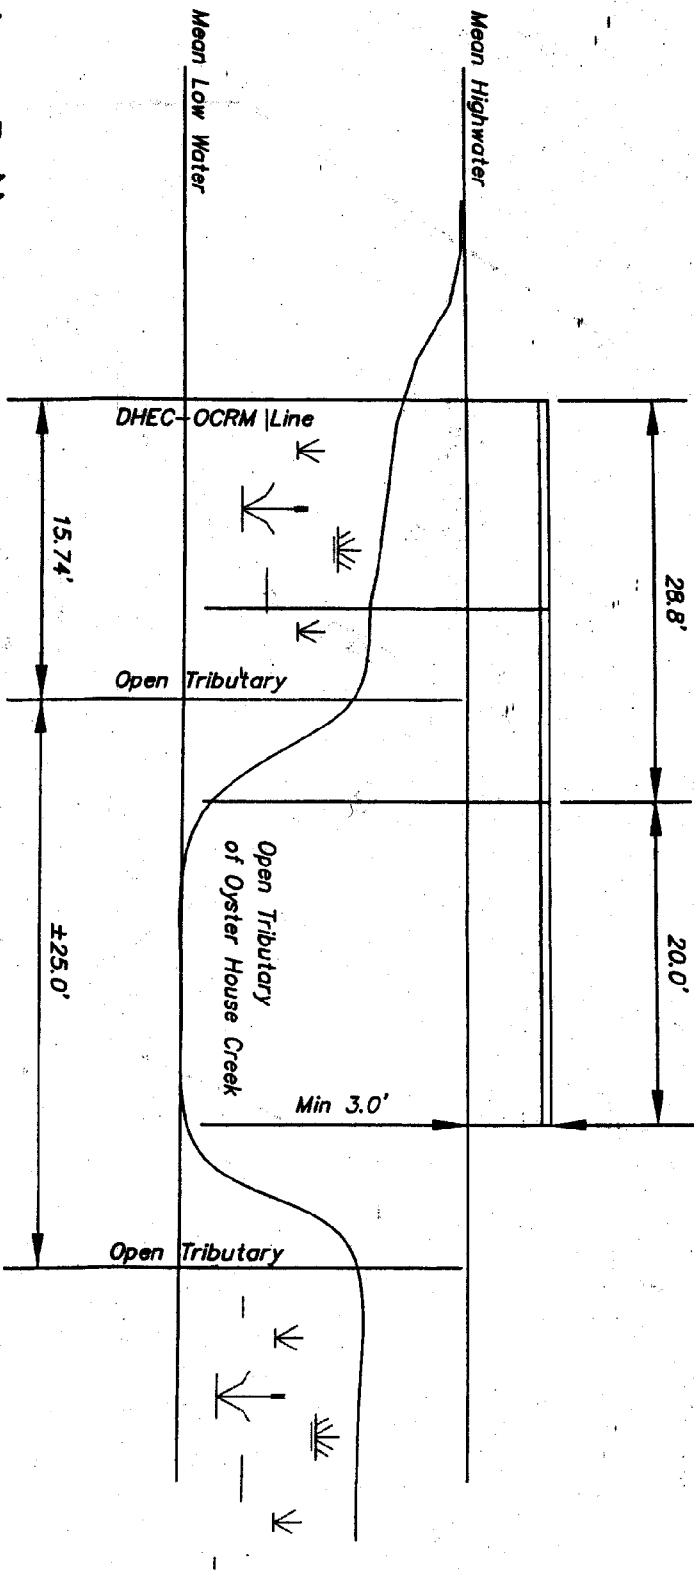 Mean Highwater
Mean Low Water
28.8'
20.0'
DHEC-OCRM Line
15.74'
Open Tributary
Open Tributary
of Oyster House Creek
Min 3.0'
±25.0'
Open Tributary